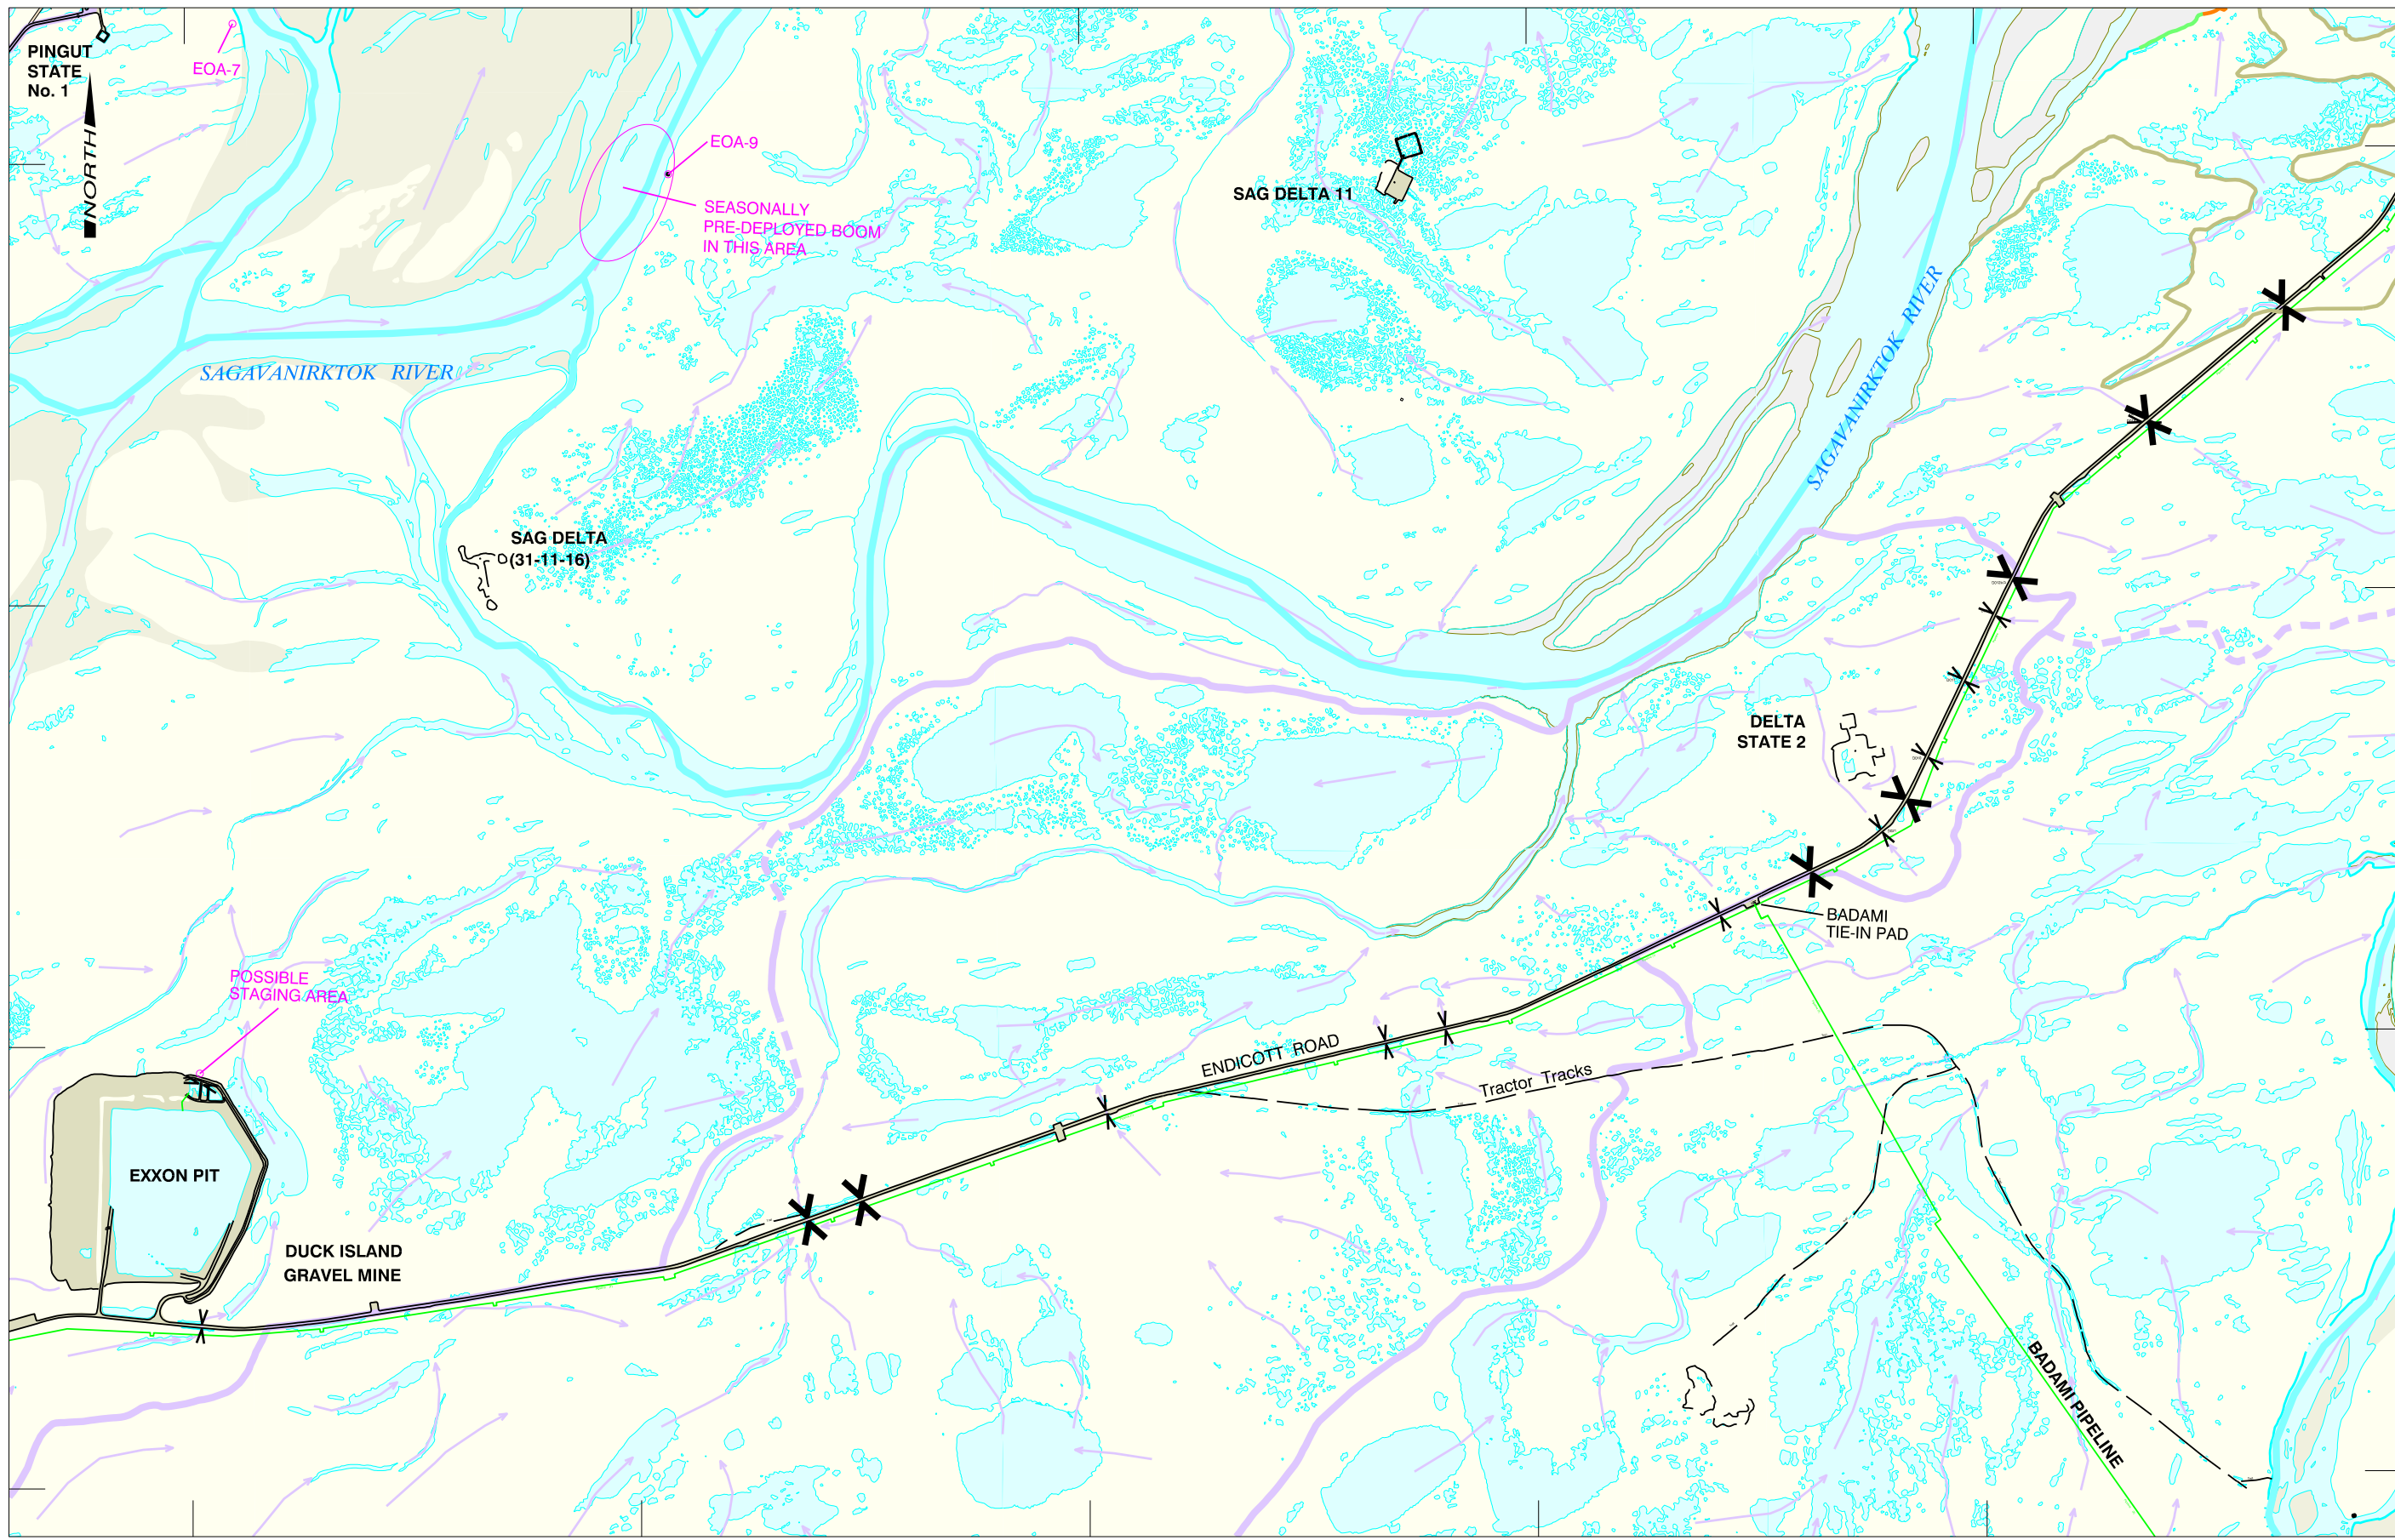 PINGUT
STATE
No. 1
NORTH
EOA-7
EOA-9
SEASONALLY
PRE-DEPLOYED BOOM
IN THIS AREA
SAG DELTA 11
SAGAVANIRKTOK RIVER
SAGAVANIRKTOK RIVER
SAG DELTA
(31-11-16)
DELTA
STATE 2
BADAMI
TIE-IN PAD
POSSIBLE
STAGING AREA
ENDICOTT ROAD
Tractor Tracks
EXXON PIT
DUCK ISLAND
GRAVEL MINE
BADAMI PIPELINE